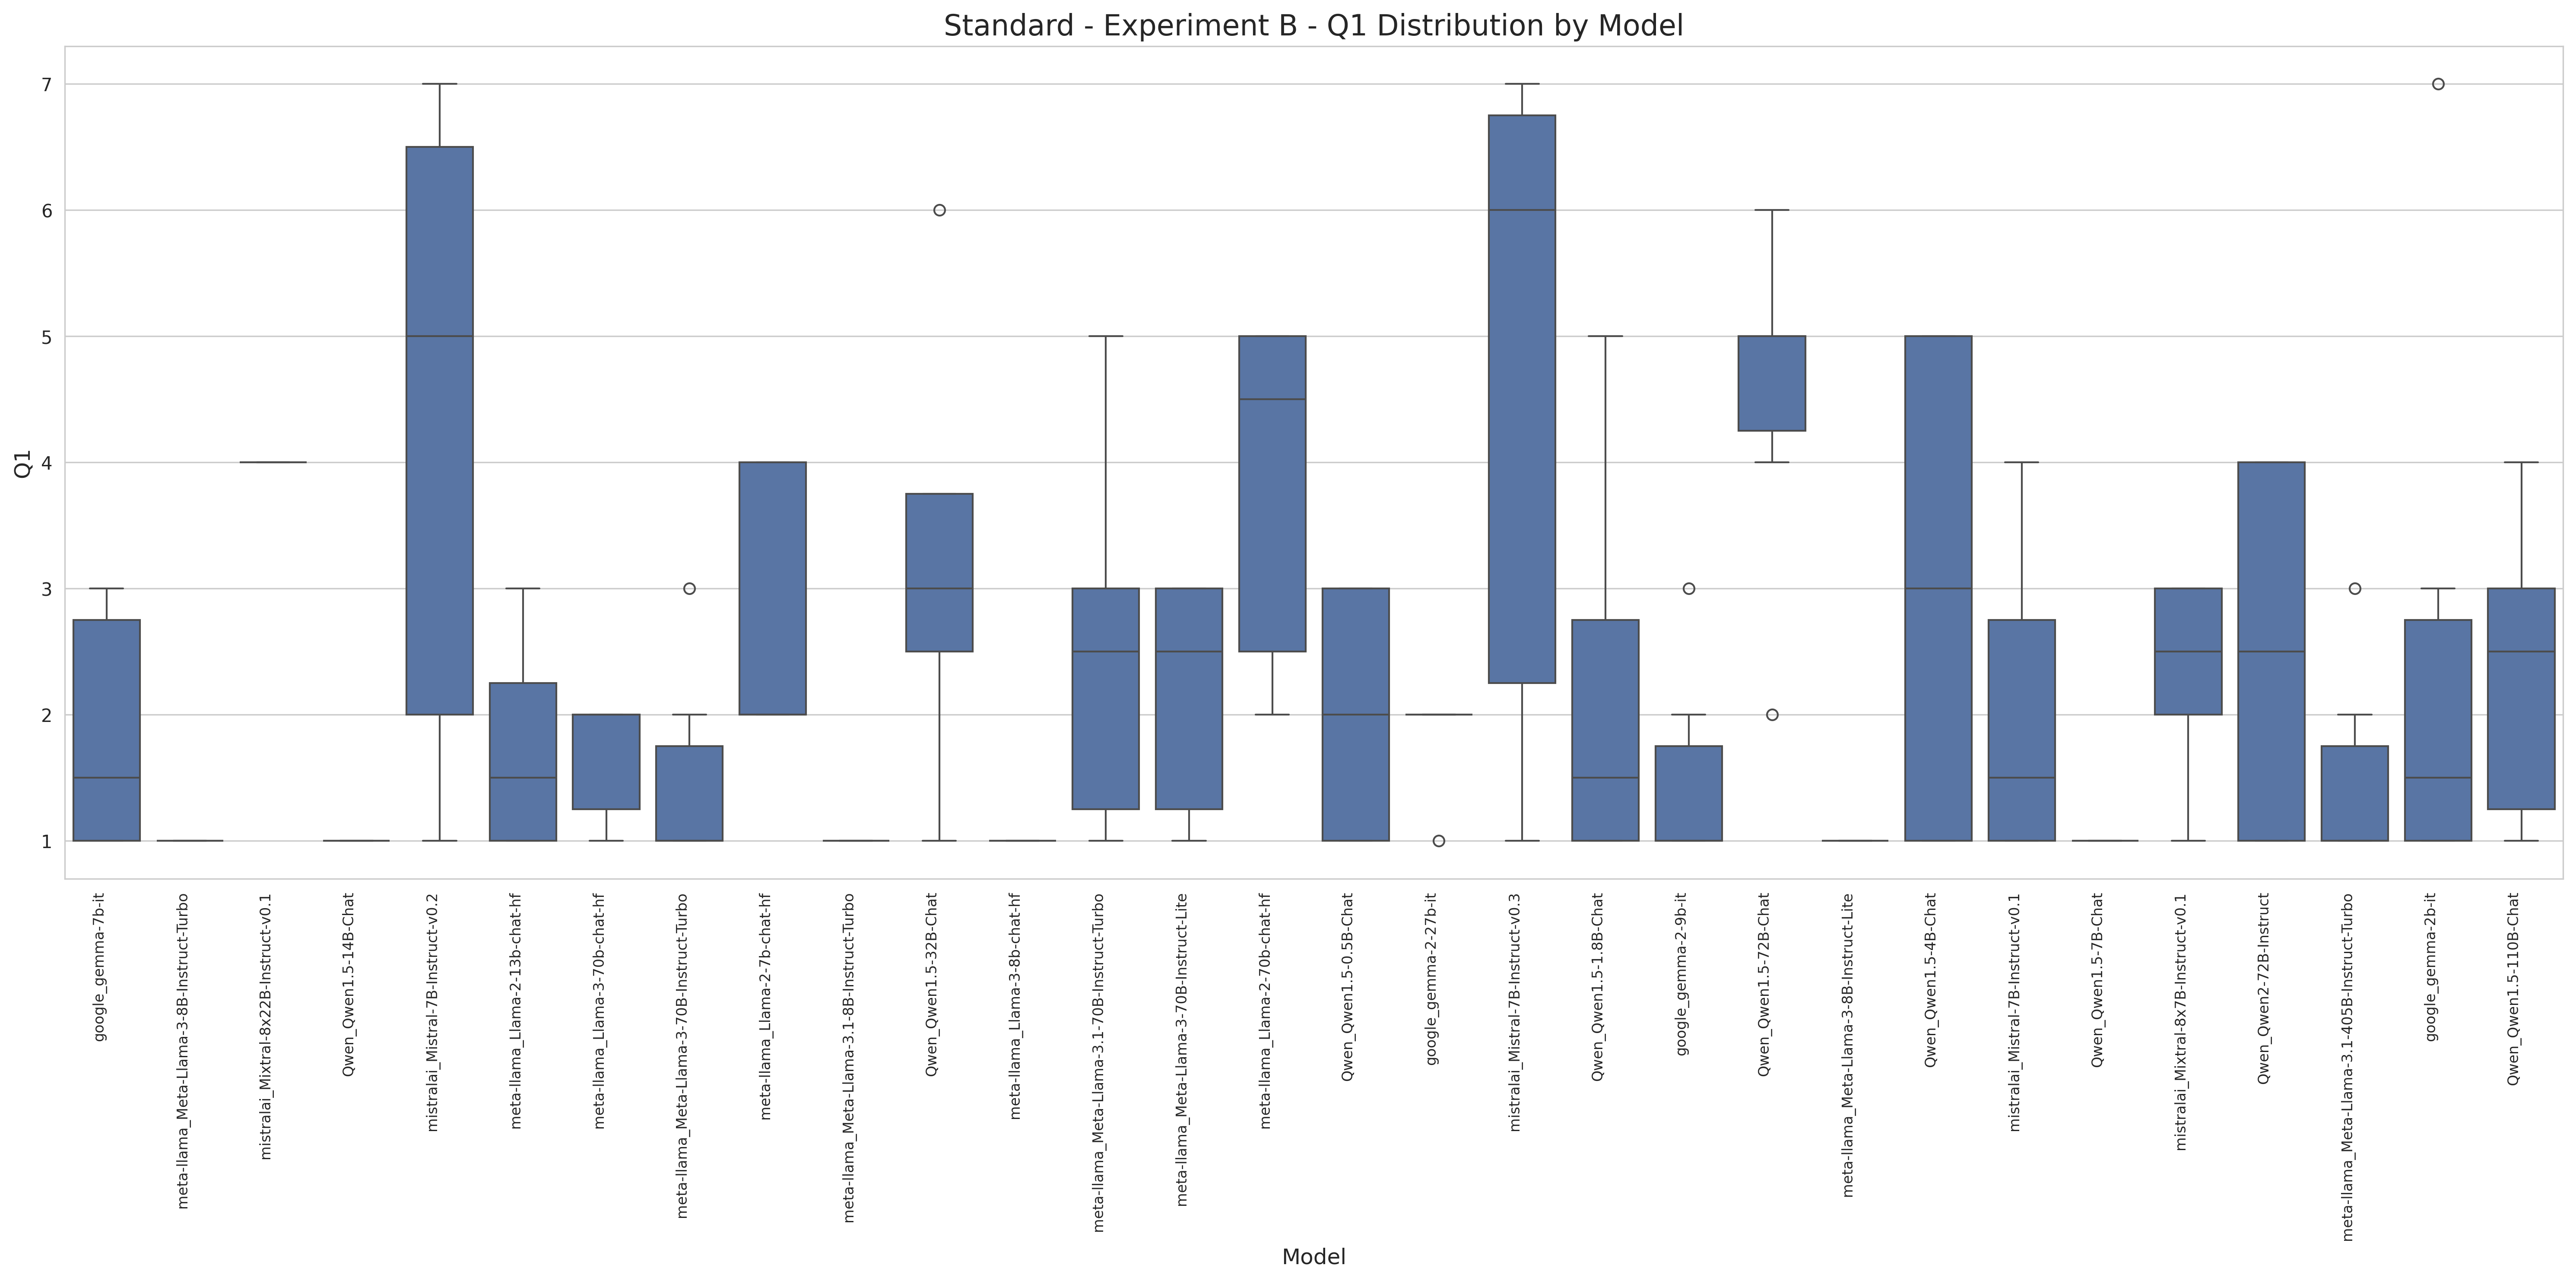 Standard - Experiment B - Q1 Distribution by Model
Q1
7
6
5
4
3
2
1
google_gemma-7b-it
meta-llama_Meta-Llama-3-8B-Instruct-Turbo
mistralai_Mixtral-8x22B-Instruct-v0.1
Qwen_Qwen1.5-14B-Chat
mistralai_Mistral-7B-Instruct-v0.2
meta-llama_Llama-2-13b-chat-hf
meta-llama_Llama-3-70b-chat-hf
meta-llama_Meta-Llama-3-70B-Instruct-Turbo
meta-llama_Llama-2-7b-chat-hf
meta-llama_Meta-Llama-3.1-8B-Instruct-Turbo
Qwen_Qwen1.5-32B-Chat
meta-llama_Llama-3-8b-chat-hf
meta-llama_Meta-Llama-3.1-70B-Instruct-Turbo
meta-llama_Meta-Llama-3-70B-Instruct-Lite
meta-llama_Llama-2-70b-chat-hf
Qwen_Qwen1.5-0.5B-Chat
google_gemma-2-27b-it
mistralai_Mistral-7B-Instruct-v0.3
Qwen_Qwen1.5-1.8B-Chat
google_gemma-2-9b-it
Qwen_Qwen1.5-72B-Chat
meta-llama_Meta-Llama-3-8B-Instruct-Lite
Qwen_Qwen1.5-4B-Chat
mistralai_Mistral-7B-Instruct-v0.1
Qwen_Qwen1.5-7B-Chat
mistralai_Mixtral-8x7B-Instruct-v0.1
Qwen_Qwen2-72B-Instruct
meta-llama_Meta-Llama-3.1-405B-Instruct-Turbo
google_gemma-2b-it
Qwen_Qwen1.5-110B-Chat
Model